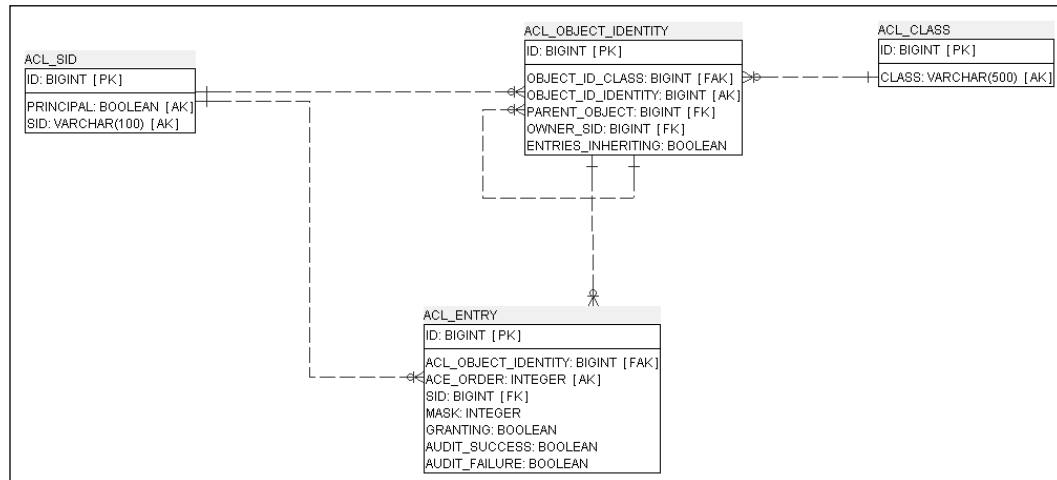 ACL_SID
ID: BIGINT [PK]
PRINCIPAL: BOOLEAN [AK]
SID: VARCHAR(100) [AK]
ACL_OBJECT_IDENTITY
ID: BIGINT [PK]
OBJECT_ID_CLASS: BIGINT [FAK]
OBJECT_ID_IDENTITY: BIGINT [AK]
PARENT_OBJECT: BIGINT [FK]
OWNER_SID: BIGINT [FK]
ENTRIES_INHERITING: BOOLEAN
ACL_CLASS
ID: BIGINT [PK]
CLASS: VARCHAR(500) [AK]
ACL_ENTRY
ID: BIGINT [PK]
ACL_OBJECT_IDENTITY: BIGINT [FAK]
ACE_ORDER: INTEGER [AK]
SID: BIGINT [FK]
MASK: INTEGER
GRANTING: BOOLEAN
AUDIT_SUCCESS: BOOLEAN
AUDIT_FAILURE: BOOLEAN